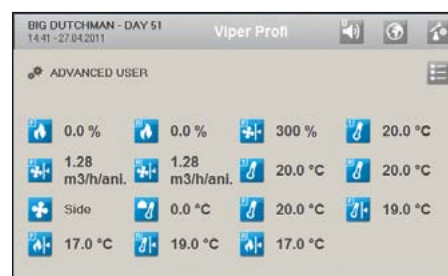 BIG DUTCHMAN - DAY 51
Viper Profi
14:41 - 27.04.2011
ADVANCED USER
0.0 % 0.0 % 300 % 20.0 °C
1.28 m3/h/ani. 1.28 m3/h/ani. 20.0 °C 20.0 °C
Side 0.0 °C 20.0 °C 19.0 °C
17.0 °C 19.0 °C 17.0 °C